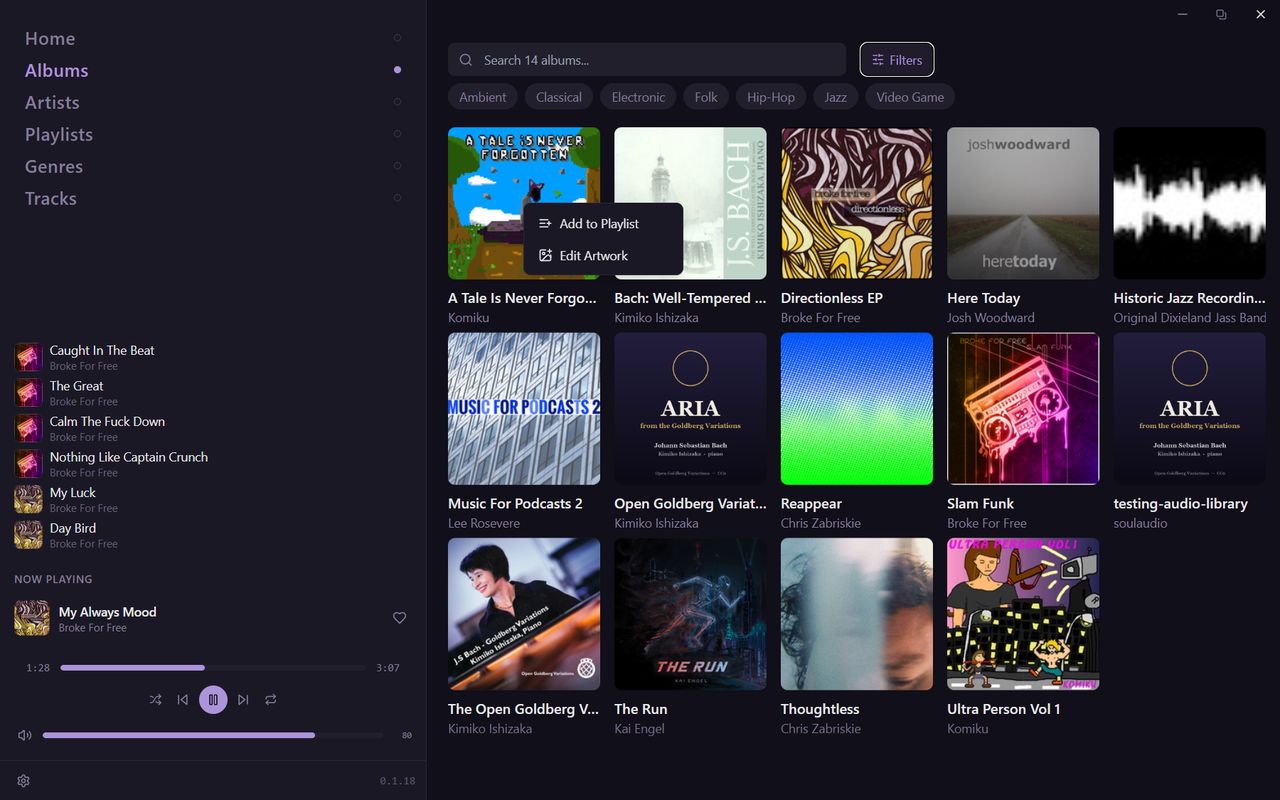 Home
Albums
Artists
Playlists
Genres
Tracks
Caught In The Beat
Broke For Free
The Great
Broke For Free
Calm The Fuck Down
Broke For Free
Nothing Like Captain Crunch
Broke For Free
My Luck
Broke For Free
Day Bird
Broke For Free
NOW PLAYING
My Always Mood
Broke For Free
1:28
3:07
80
0.1.18
Search 14 albums...
Filters
Ambient
Classical
Electronic
Folk
Hip-Hop
Jazz
Video Game
A TALE IS NEVER
FORGOTTEN
Add to Playlist
Edit Artwork
J.S. BACH
KIMIKO ISHIZAKA, PIANO
broke for free
directionless
joshwoodward
heretoday
A Tale Is Never Forgo...
Komiku
Bach: Well-Tempered ...
Kimiko Ishizaka
Directionless EP
Broke For Free
Here Today
Josh Woodward
Historic Jazz Recordin...
Original Dixieland Jass Band
MUSIC FOR PODCASTS 2
ARIA
from the Goldberg Variations
Johann Sebastian Bach
Kimiko Ishizaka · piano
Open Goldberg Variations — CC0
BROKE FOR FREE
SLAM FUNK
ARIA
from the Goldberg Variations
Johann Sebastian Bach
Kimiko Ishizaka · piano
Open Goldberg Variations — CC0
Music For Podcasts 2
Lee Rosevere
Open Goldberg Variat...
Kimiko Ishizaka
Reappear
Chris Zabriskie
Slam Funk
Broke For Free
testing-audio-library
soulaudio
J.S Bach - Goldberg Variations
Kimiko Ishizaka, Piano
Open Goldberg Variations
THE RUN
KAI ENGEL
ULTRA PERSON VOL1
KOMIKU
The Open Goldberg V...
Kimiko Ishizaka
The Run
Kai Engel
Thoughtless
Chris Zabriskie
Ultra Person Vol 1
Komiku